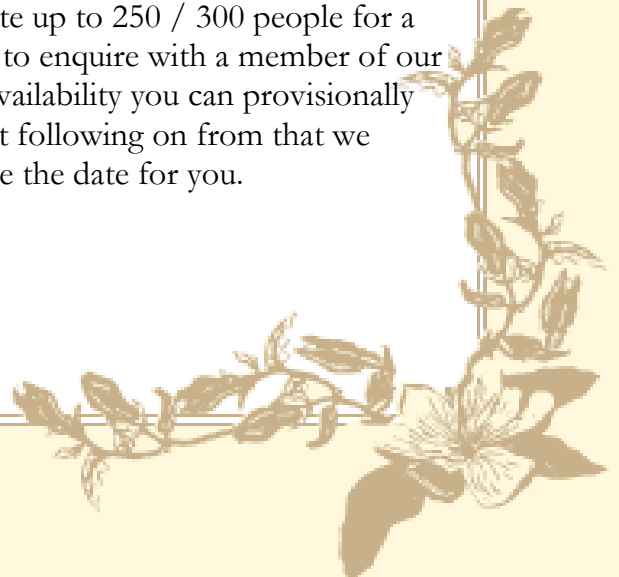 te up to 250 / 300 people for a
to enquire with a member of our
vailability you can provisionally
t following on from that we
e the date for you.